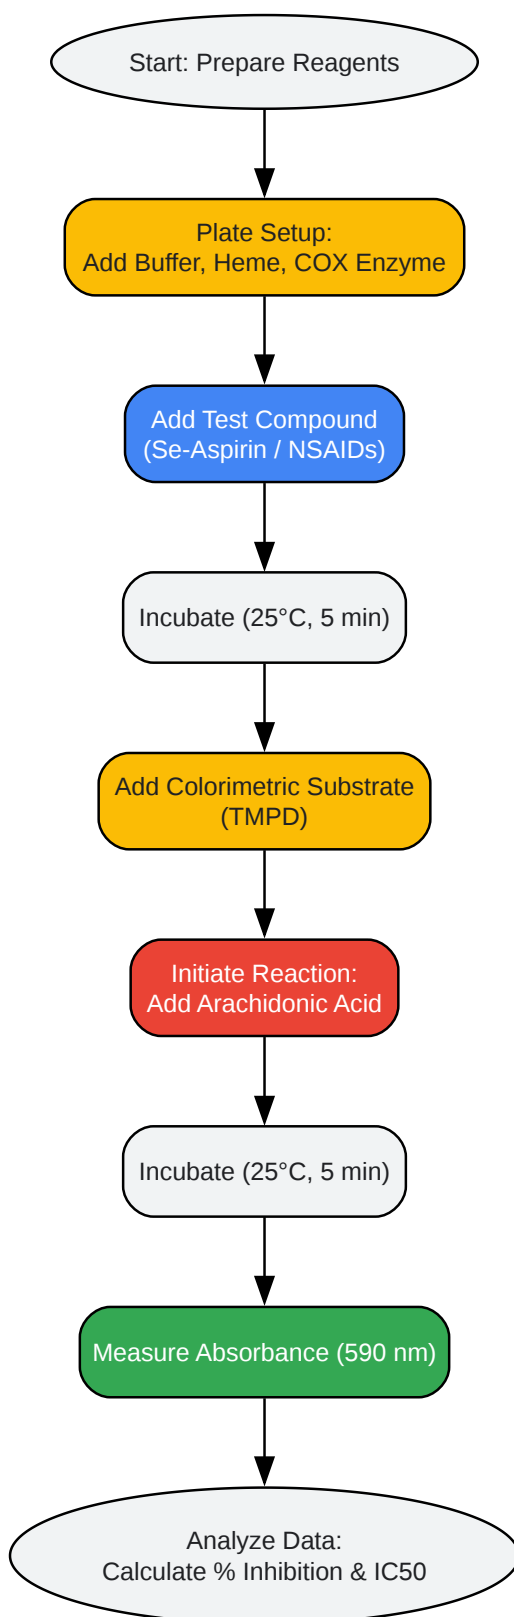 Start: Prepare Reagents
Plate Setup:
Add Buffer, Heme, COX Enzyme
Add Test Compound
(Se-Aspirin / NSAIDs)
Incubate (25°C, 5 min)
Add Colorimetric Substrate
(TMPD)
Initiate Reaction:
Add Arachidonic Acid
Incubate (25°C, 5 min)
Measure Absorbance (590 nm)
Analyze Data:
Calculate % Inhibition & IC50